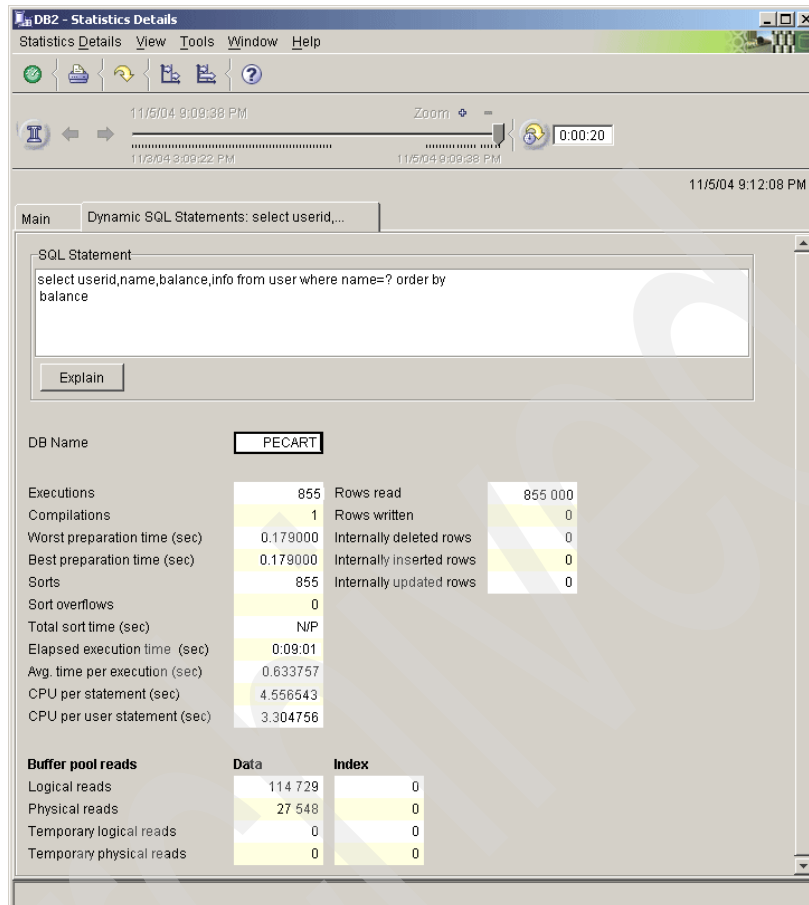 DB2 - Statistics Details
Statistics Details View Tools Window Help
11/5/04 9:09:38 PM Zoom
0:00:20
11/3/04 3:09:22 PM 11/5/04 9:09:38 PM
11/5/04 9:12:08 PM
Main Dynamic SQL Statements: select userid,...
SQL Statement
select userid,name,balance,info from user where name=? order by
balance
Explain
DB Name PECART
Executions 855 Rows read 855 000
Compilations 1 Rows written 0
Worst preparation time (sec) 0.179000 Internally deleted rows 0
Best preparation time (sec) 0.179000 Internally inserted rows 0
Sorts 855 Internally updated rows 0
Sort overflows 0
Total sort time (sec) N/P
Elapsed execution time (sec) 0:09:01
Avg. time per execution (sec) 0.633757
CPU per statement (sec) 4.556543
CPU per user statement (sec) 3.304756
Buffer pool reads Data Index
Logical reads 114 729 0
Physical reads 27 548 0
Temporary logical reads 0 0
Temporary physical reads 0 0